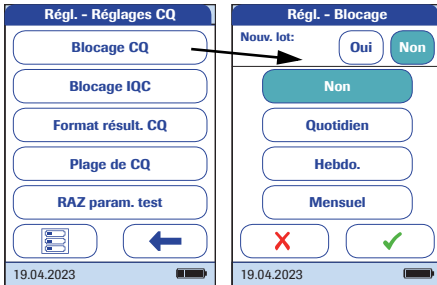 Régl. - Réglages CQ
Blocage CQ
Blocage IQC
Format résult. CQ
Plage de CQ
RAZ param. test
19.04.2023
Régl. - Blocage
Nouv. lot: Oui Non
Non
Quotidien
Hebdo.
Mensuel
19.04.2023